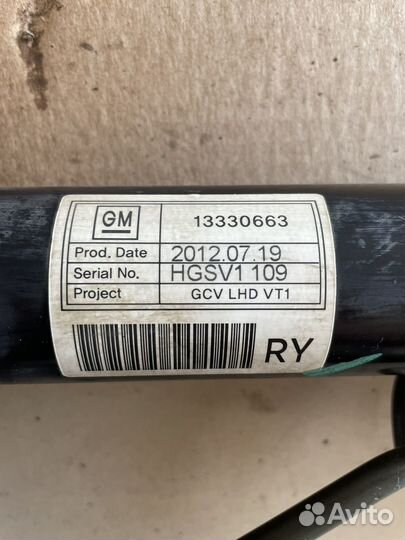 GM 13330663
Prod. Date 2012.07.19
Serial No. HGSV1 109
Project GCV LHD VT1
RY
Avito